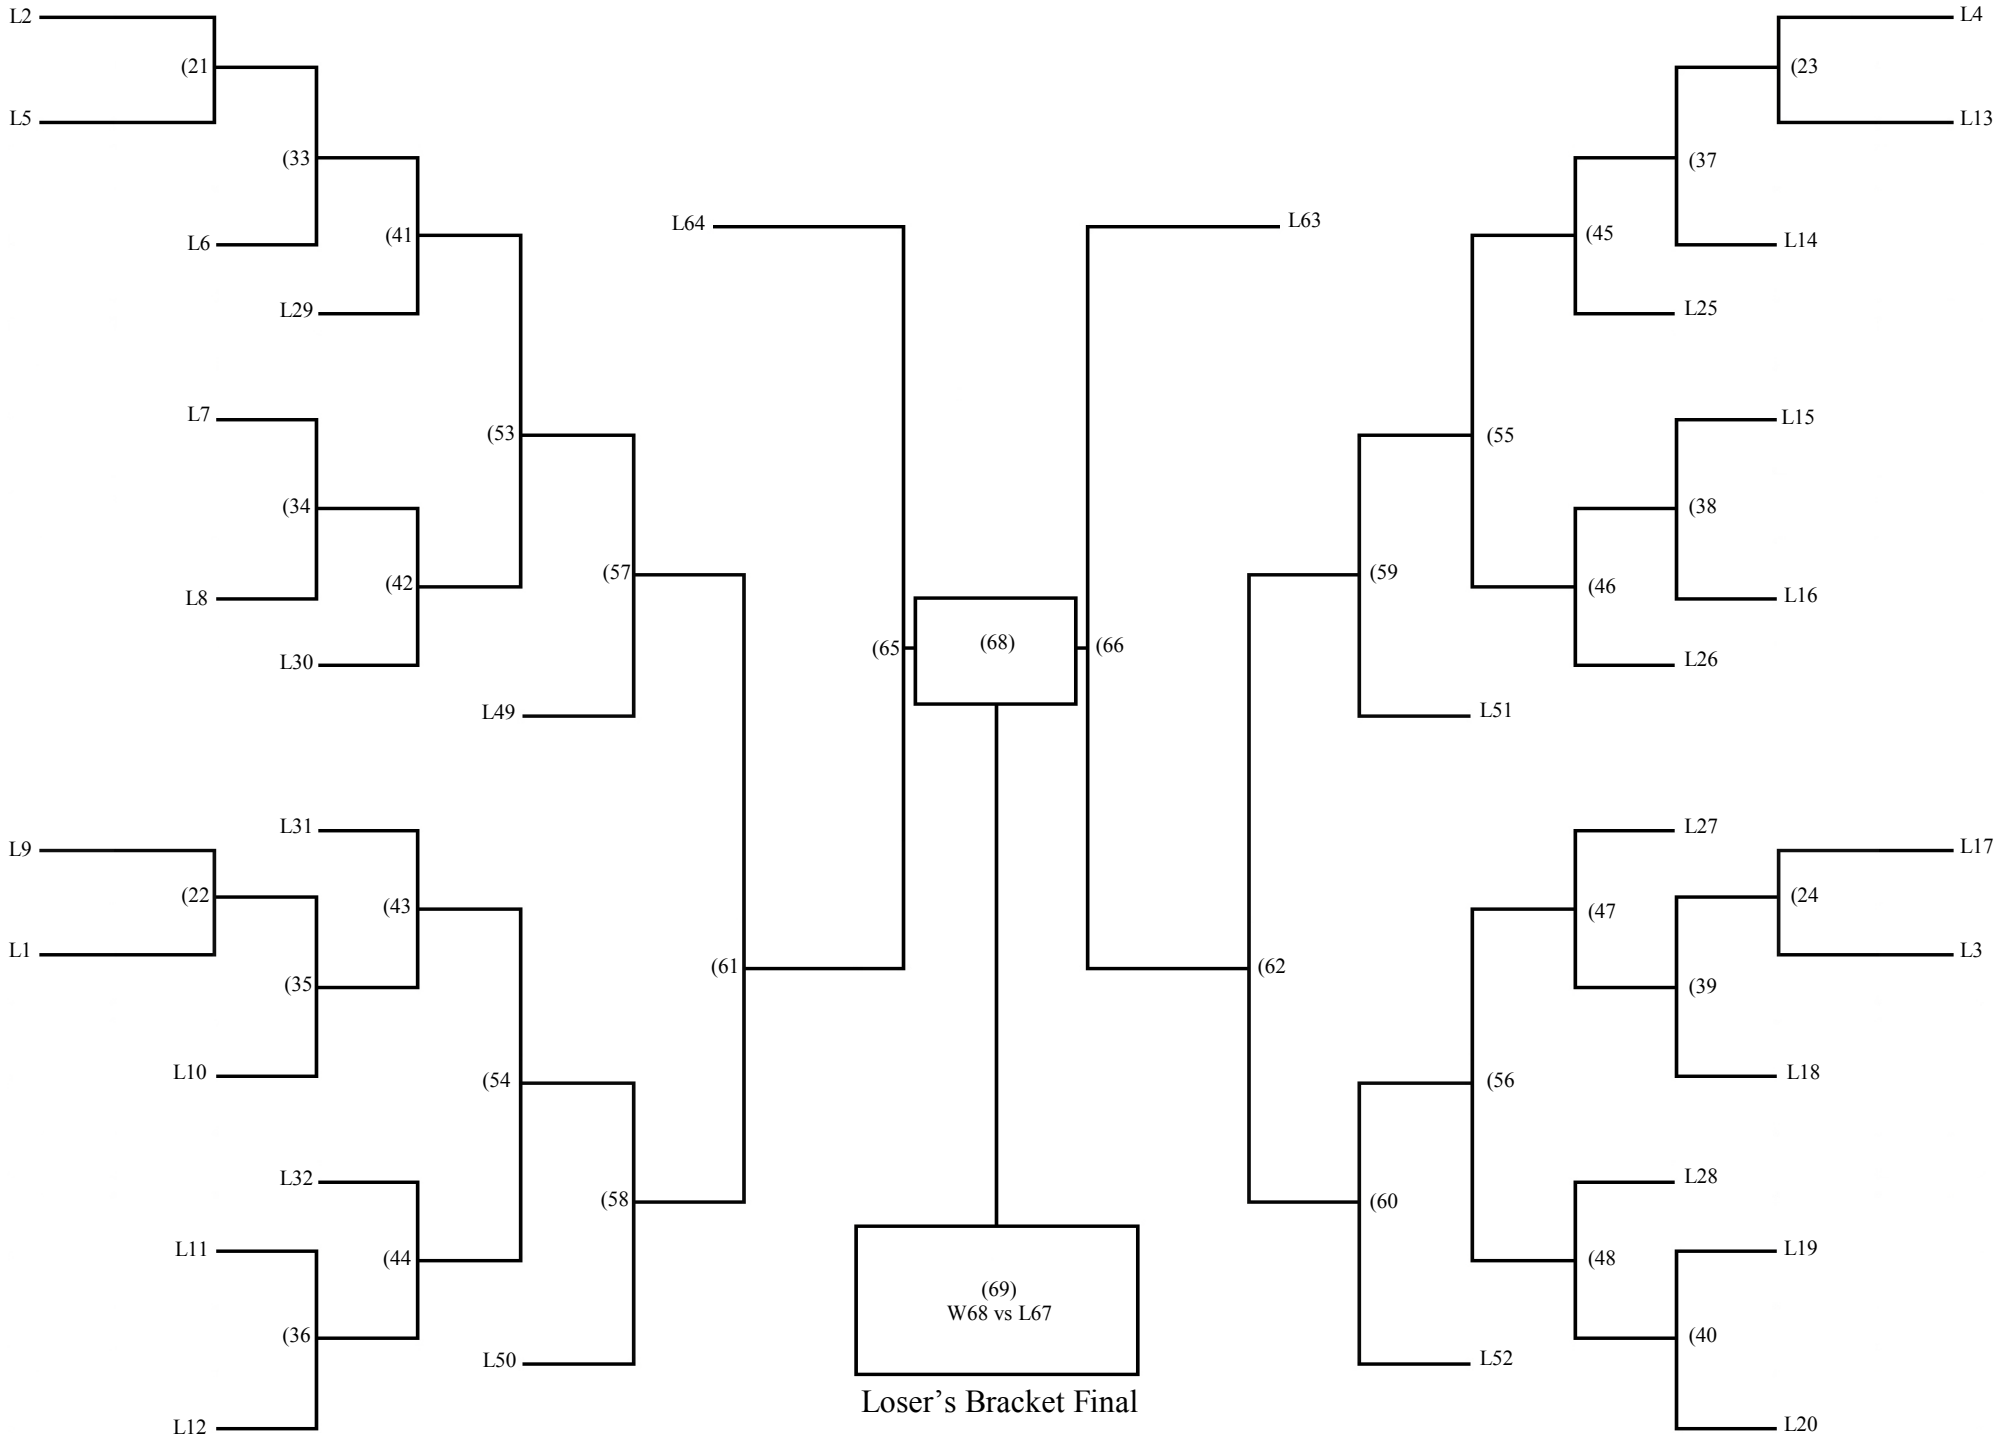 L2
L4
(21
(23
L5
L13
(33
(37
L64
L63
L6
(41
(45
L14
L29
L25
L7
L15
(53
(55
(34
(38
(57
(59
L8
(42
(46
L16
(65
(68)
(66
L30
L26
L49
L51
L31
L27
L9
L17
(22
(43
(47
(24
L1
L3
(61
(62
(35
(39
L10
L18
(54
(56
L32
L28
(58
(60
L11
L19
(44
(48
(69)
W68 vs L67
(36
(40
L50
L52
Loser’s Bracket Final
L12
L20